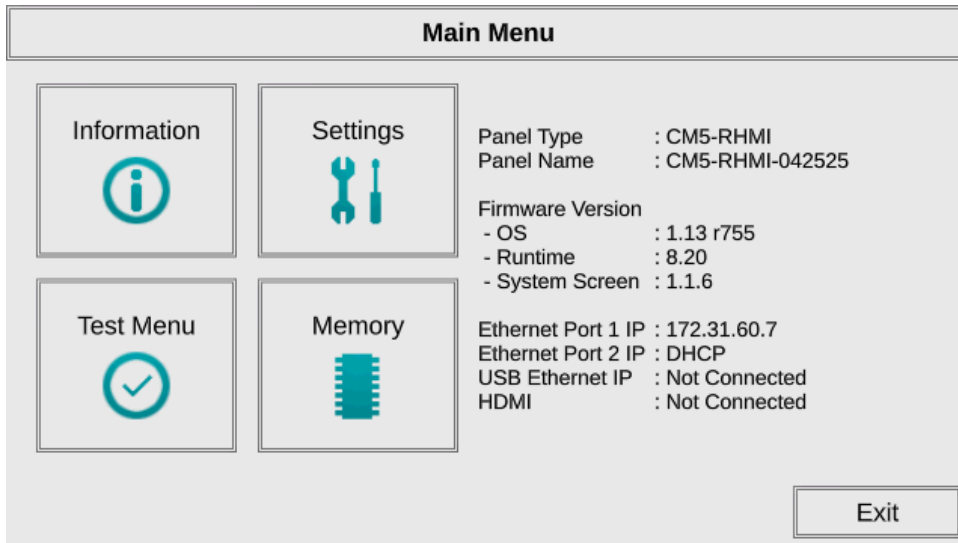 Main Menu
Information
Settings
Test Menu
Memory
Panel Type : CM5-RHMI
Panel Name : CM5-RHMI-042525
Firmware Version
- OS : 1.13 r755
- Runtime : 8.20
- System Screen : 1.1.6
Ethernet Port 1 IP : 172.31.60.7
Ethernet Port 2 IP : DHCP
USB Ethernet IP : Not Connected
HDMI : Not Connected
Exit